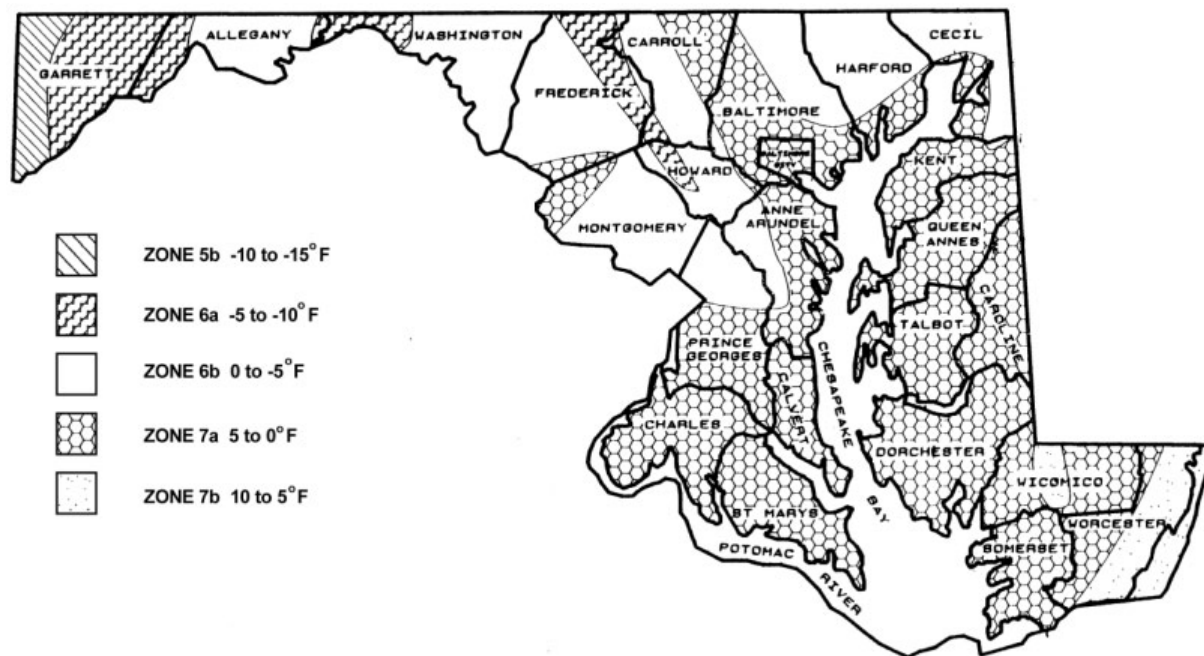 ALLEGANY
WASHINGTON
CARROLL
CECIL
GARRETT
HARFORD
FREDERICK
BALTIMORE
BALTIMORE
CITY
KENT
HOWARD
ANNE
ARUNDEL
MONTGOMERY
QUEEN
ANNES
CAROLINE
TALBOT
PRINCE
GEORGES
CHESAPEAKE
CALVERT
CHARLES
DORCHESTER
WICOMICO
BAY
ST MARYS
WORCESTER
SOMERSET
POTOMAC
RIVER
ZONE 5b -10 to -15°F
ZONE 6a -5 to -10°F
ZONE 6b 0 to -5°F
ZONE 7a 5 to 0°F
ZONE 7b 10 to 5°F